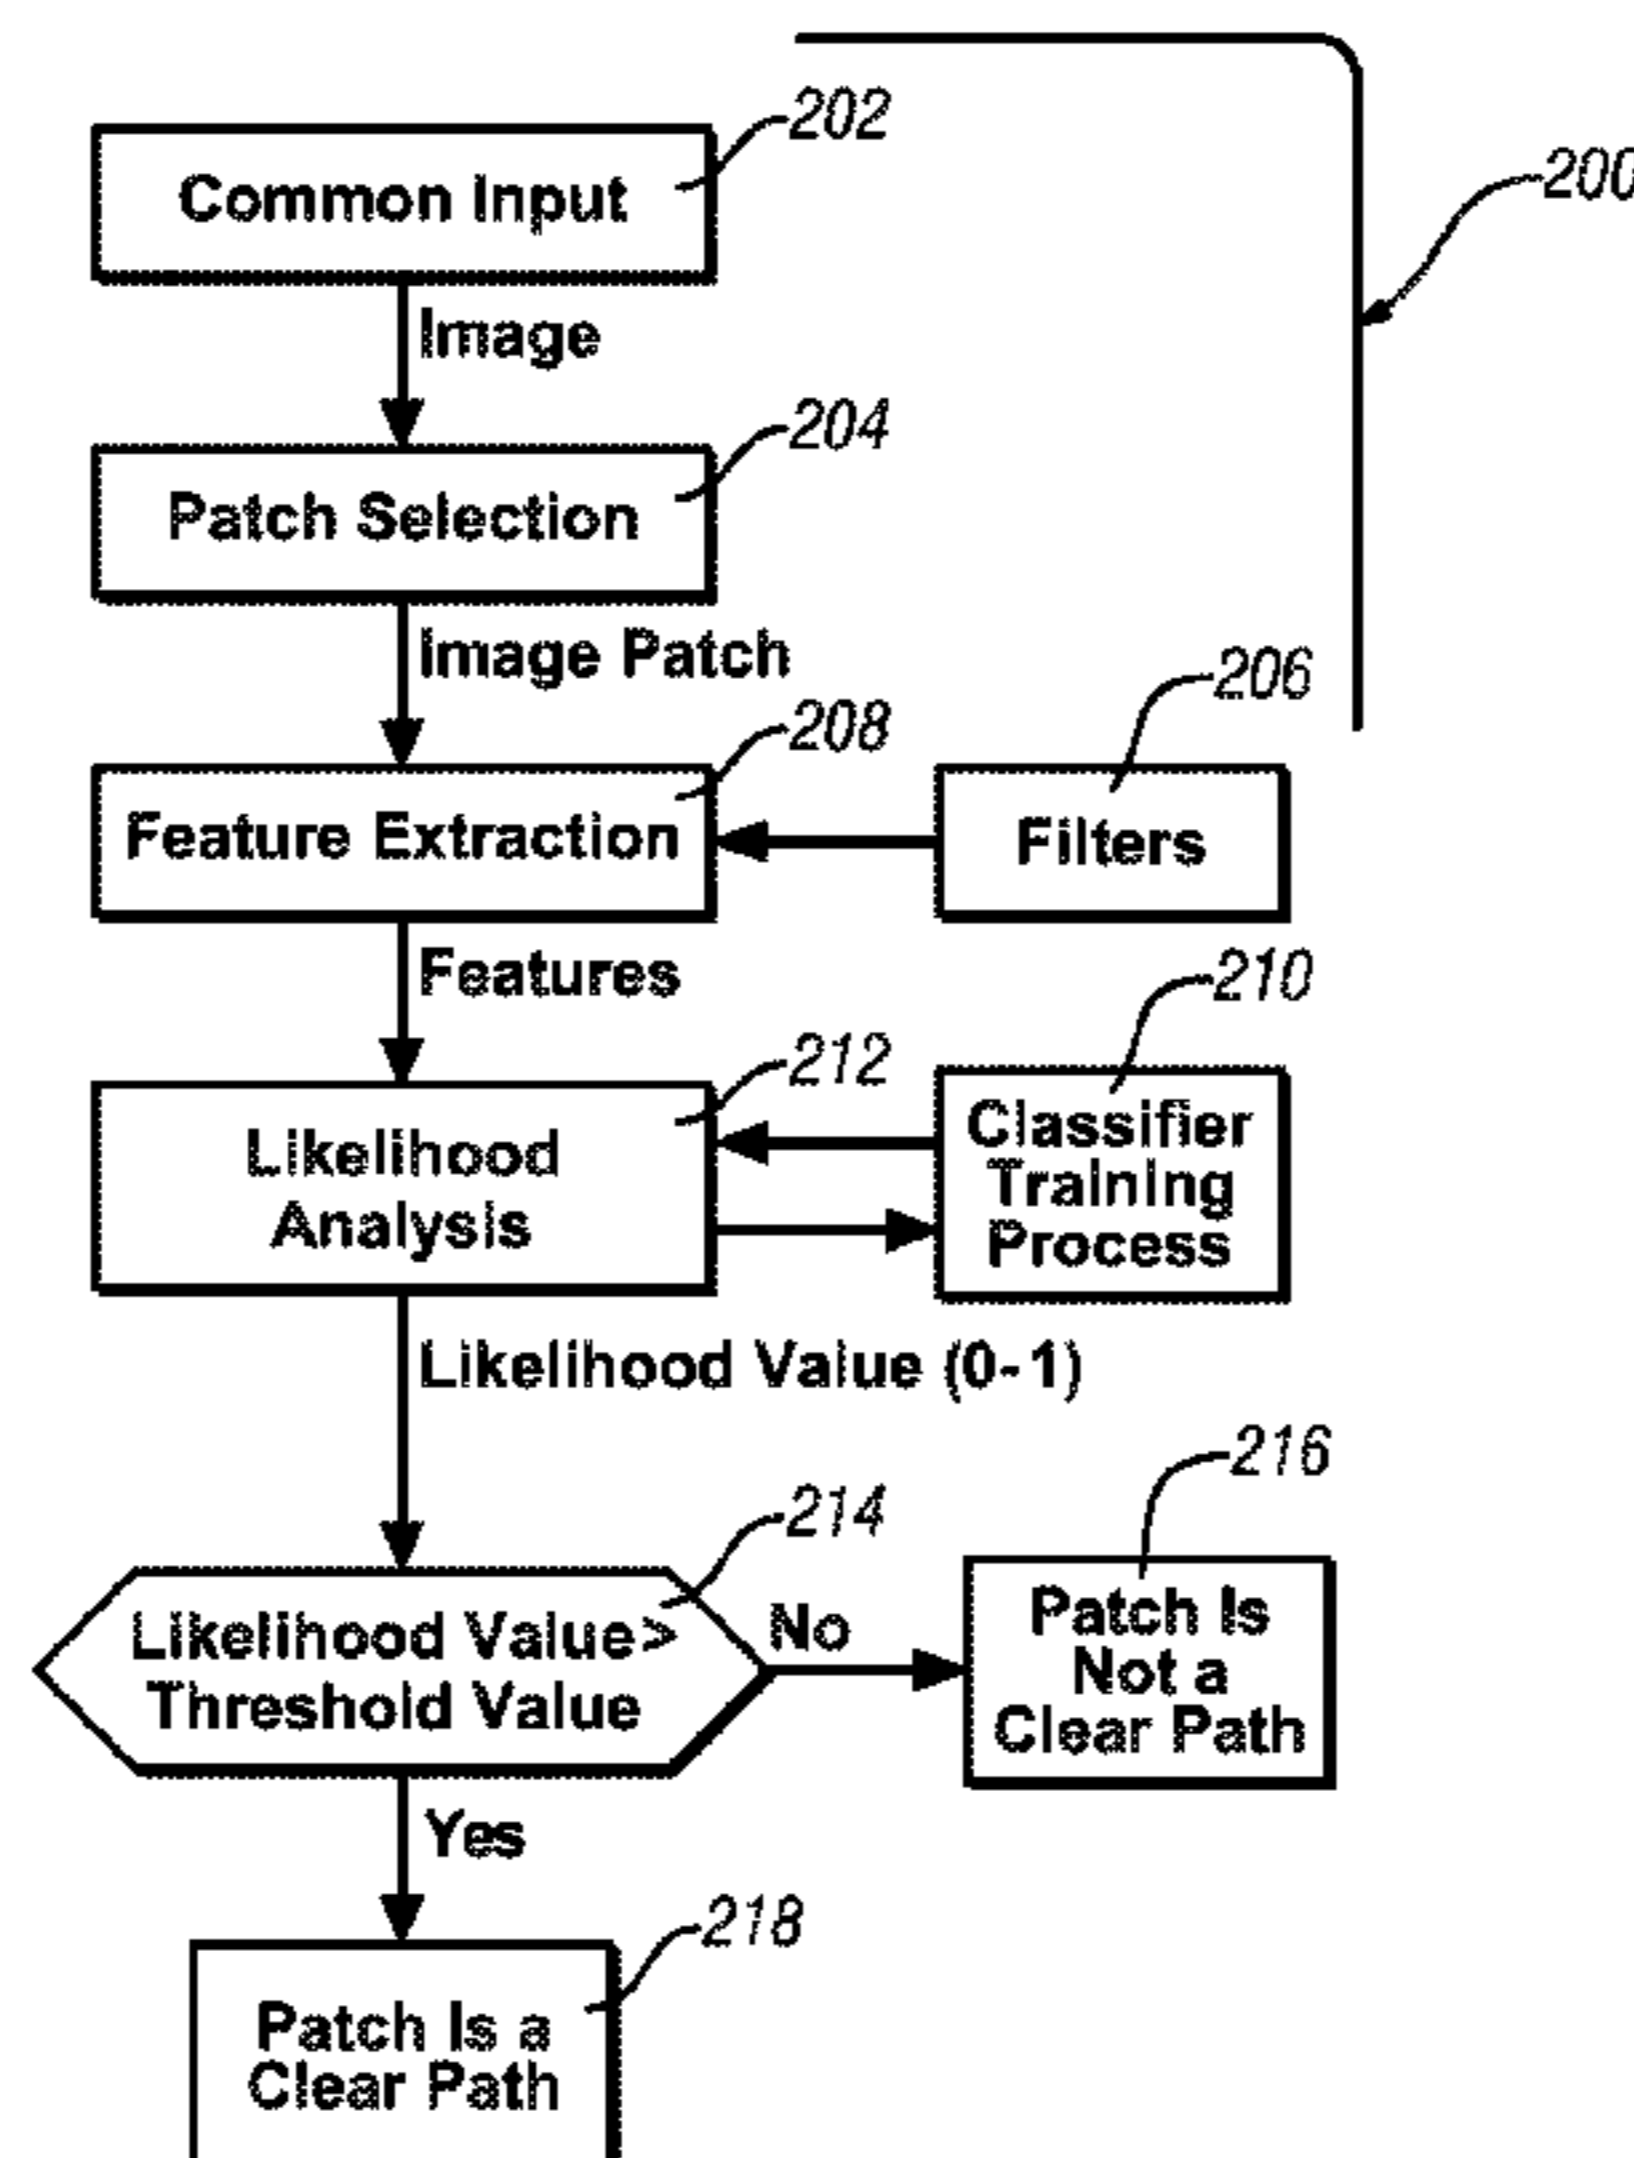 202
Common Input
200
Image
204
Patch Selection
Image Patch
206
208
Feature Extraction
Filters
Features
210
212
Likelihood
Analysis
Classifier
Training
Process
Likelihood Value (0-1)
216
214
Likelihood Value>
Threshold Value
No
Patch Is
Not a
Clear Path
Yes
218
Patch Is a
Clear Path